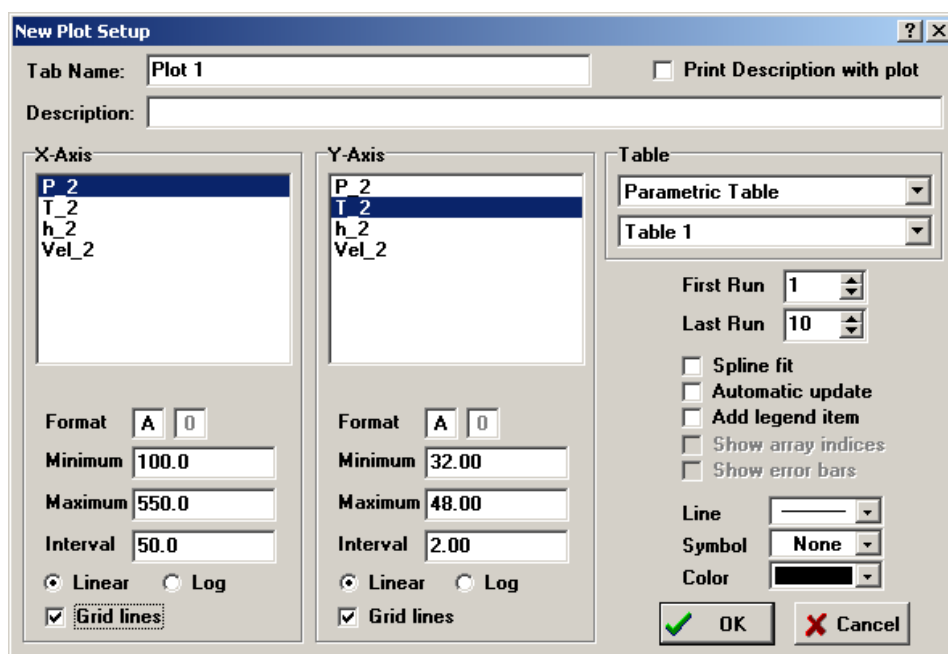 New Plot Setup
Tab Name: Plot 1
Print Description with plot
Description:
X-Axis
P_2
T_2
h_2
Vel_2
Format A 0
Minimum 100.0
Maximum 550.0
Interval 50.0
Linear Log
Grid lines
Y-Axis
P_2
T_2
h_2
Vel_2
Format A 0
Minimum 32.00
Maximum 48.00
Interval 2.00
Linear Log
Grid lines
Table
Parametric Table
Table 1
First Run 1
Last Run 10
Spline fit
Automatic update
Add legend item
Show array indices
Show error bars
Line
Symbol None
Color
OK Cancel